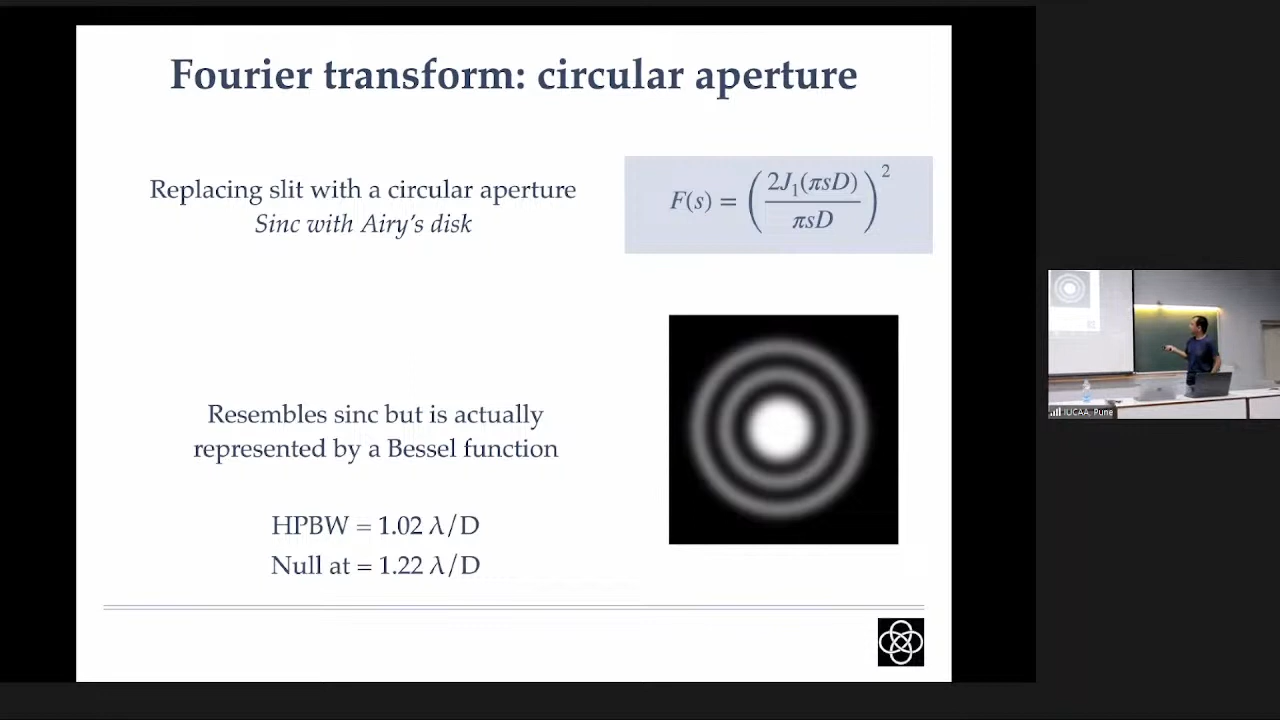 Fourier transform: circular aperture
Replacing slit with a circular aperture
Sinc with Airy's disk
F(s) = (2J₁(πsD) / πsD)²
Resembles sinc but is actually
represented by a Bessel function
HPBW = 1.02 λ/D
Null at = 1.22 λ/D
IUCAA, Pune